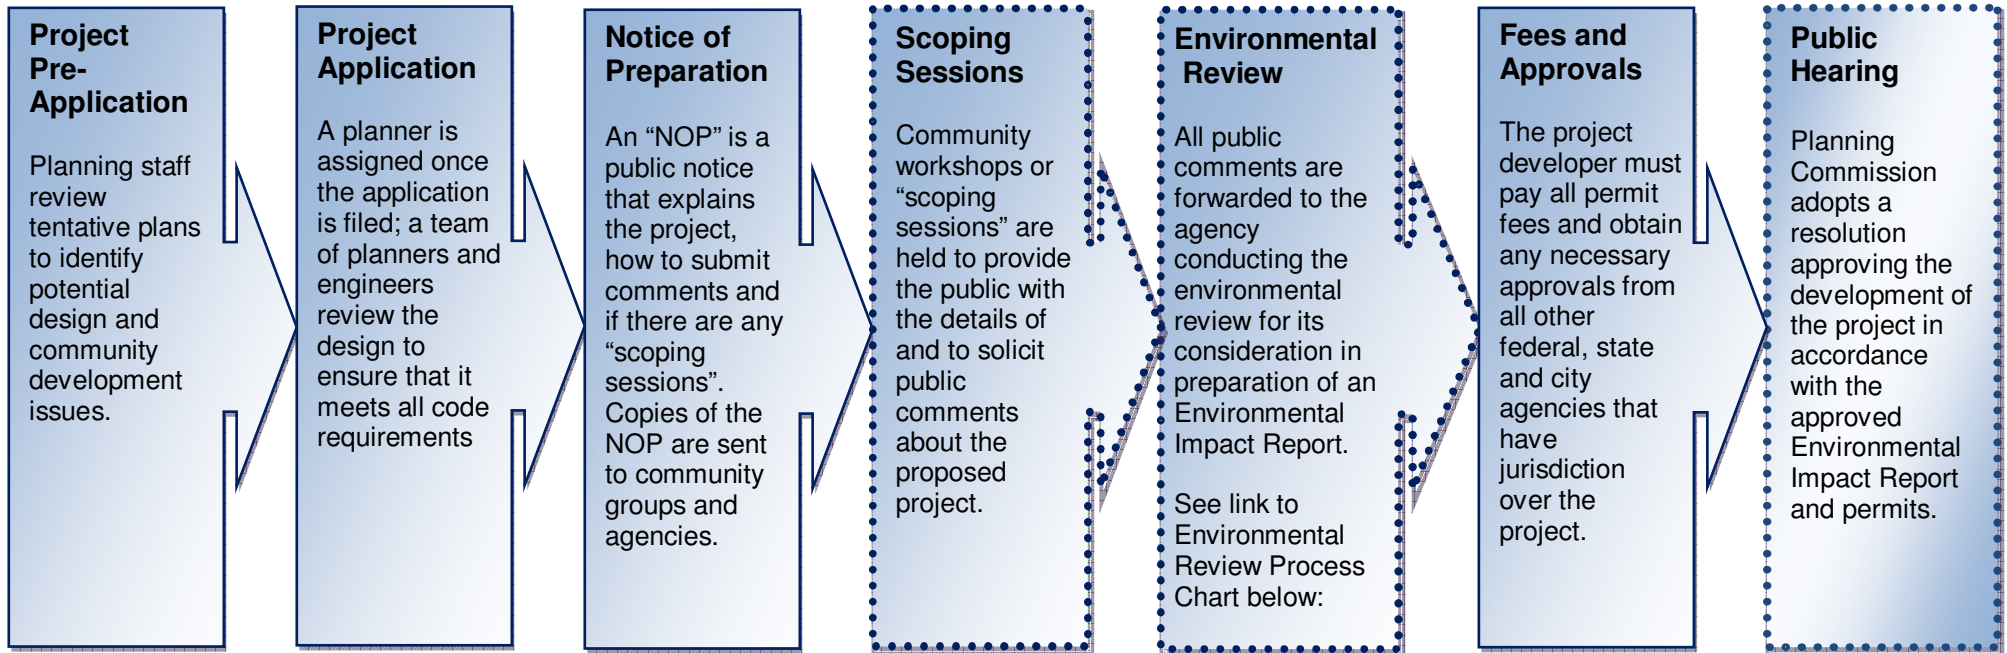 Project
Pre-
Application
Planning staff
review
tentative plans
to identify
potential
design and
community
development
issues.
Project
Application
A planner is
assigned once
the application
is filed; a team
of planners and
engineers
review the
design to
ensure that it
meets all code
requirements
Notice of
Preparation
An “NOP” is a
public notice
that explains
the project,
how to submit
comments and
if there are any
“scoping
sessions”.
Copies of the
NOP are sent
to community
groups and
agencies.
Scoping
Sessions
Community
workshops or
“scoping
sessions” are
held to provide
the public with
the details of
and to solicit
public
comments
about the
proposed
project.
Environmental
Review
All public
comments are
forwarded to the
agency
conducting the
environmental
review for its
consideration in
preparation of an
Environmental
Impact Report.
See link to
Environmental
Review Process
Chart below:
Fees and
Approvals
The project
developer must
pay all permit
fees and obtain
any necessary
approvals from
all other
federal, state
and city
agencies that
have
jurisdiction
over the
project.
Public
Hearing
Planning
Commission
adopts a
resolution
approving the
development of
the project in
accordance
with the
approved
Environmental
Impact Report
and permits.